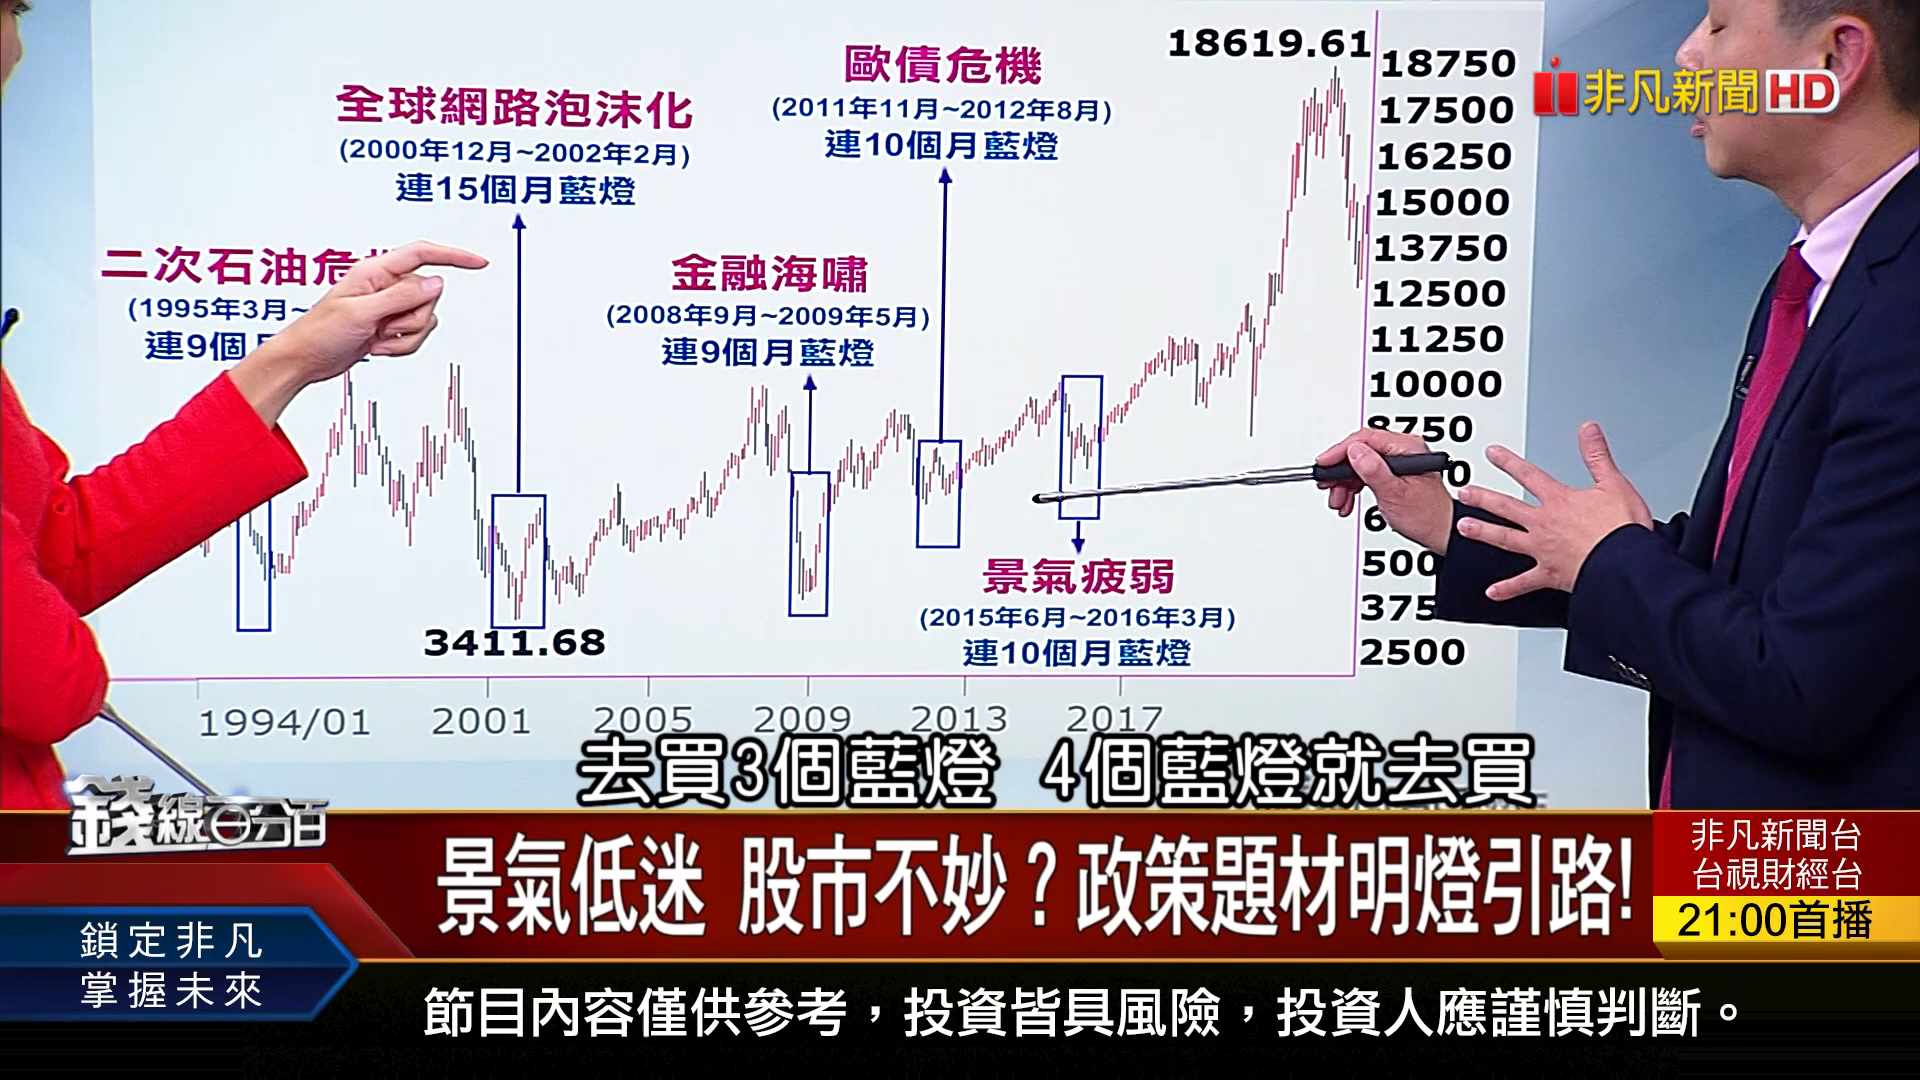 18619.61
歐債危機
(2011年11月~2012年8月)
連10個月藍燈
全球網路泡沫化
(2000年12月~2002年2月)
連15個月藍燈
二次石油危
(1995年3月~
連9個
金融海嘯
(2008年9月~2009年5月)
連9個月藍燈
景氣疲弱
(2015年6月~2016年3月)
連10個月藍燈
3411.68
18750
17500
16250
15000
13750
12500
11250
10000
8750
0
6
500
375
2500
1994/01 2001 2005 2009 2013 2017
非凡新聞HD
去買3個藍燈 4個藍燈就去買
錢線百分百
景氣低迷 股市不妙？政策題材明燈引路!
非凡新聞台
台視財經台
21:00首播
鎖定非凡
掌握未來
節目內容僅供參考，投資皆具風險，投資人應謹慎判斷。